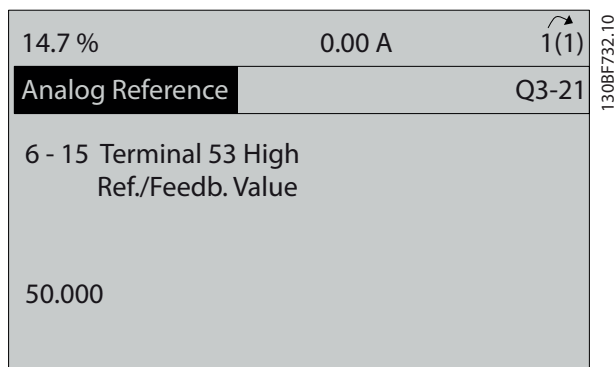 14.7 % 0.00 A 1(1)
Analog Reference Q3-21
6 - 15 Terminal 53 High
Ref./Feedb. Value
50.000
130BF732.10